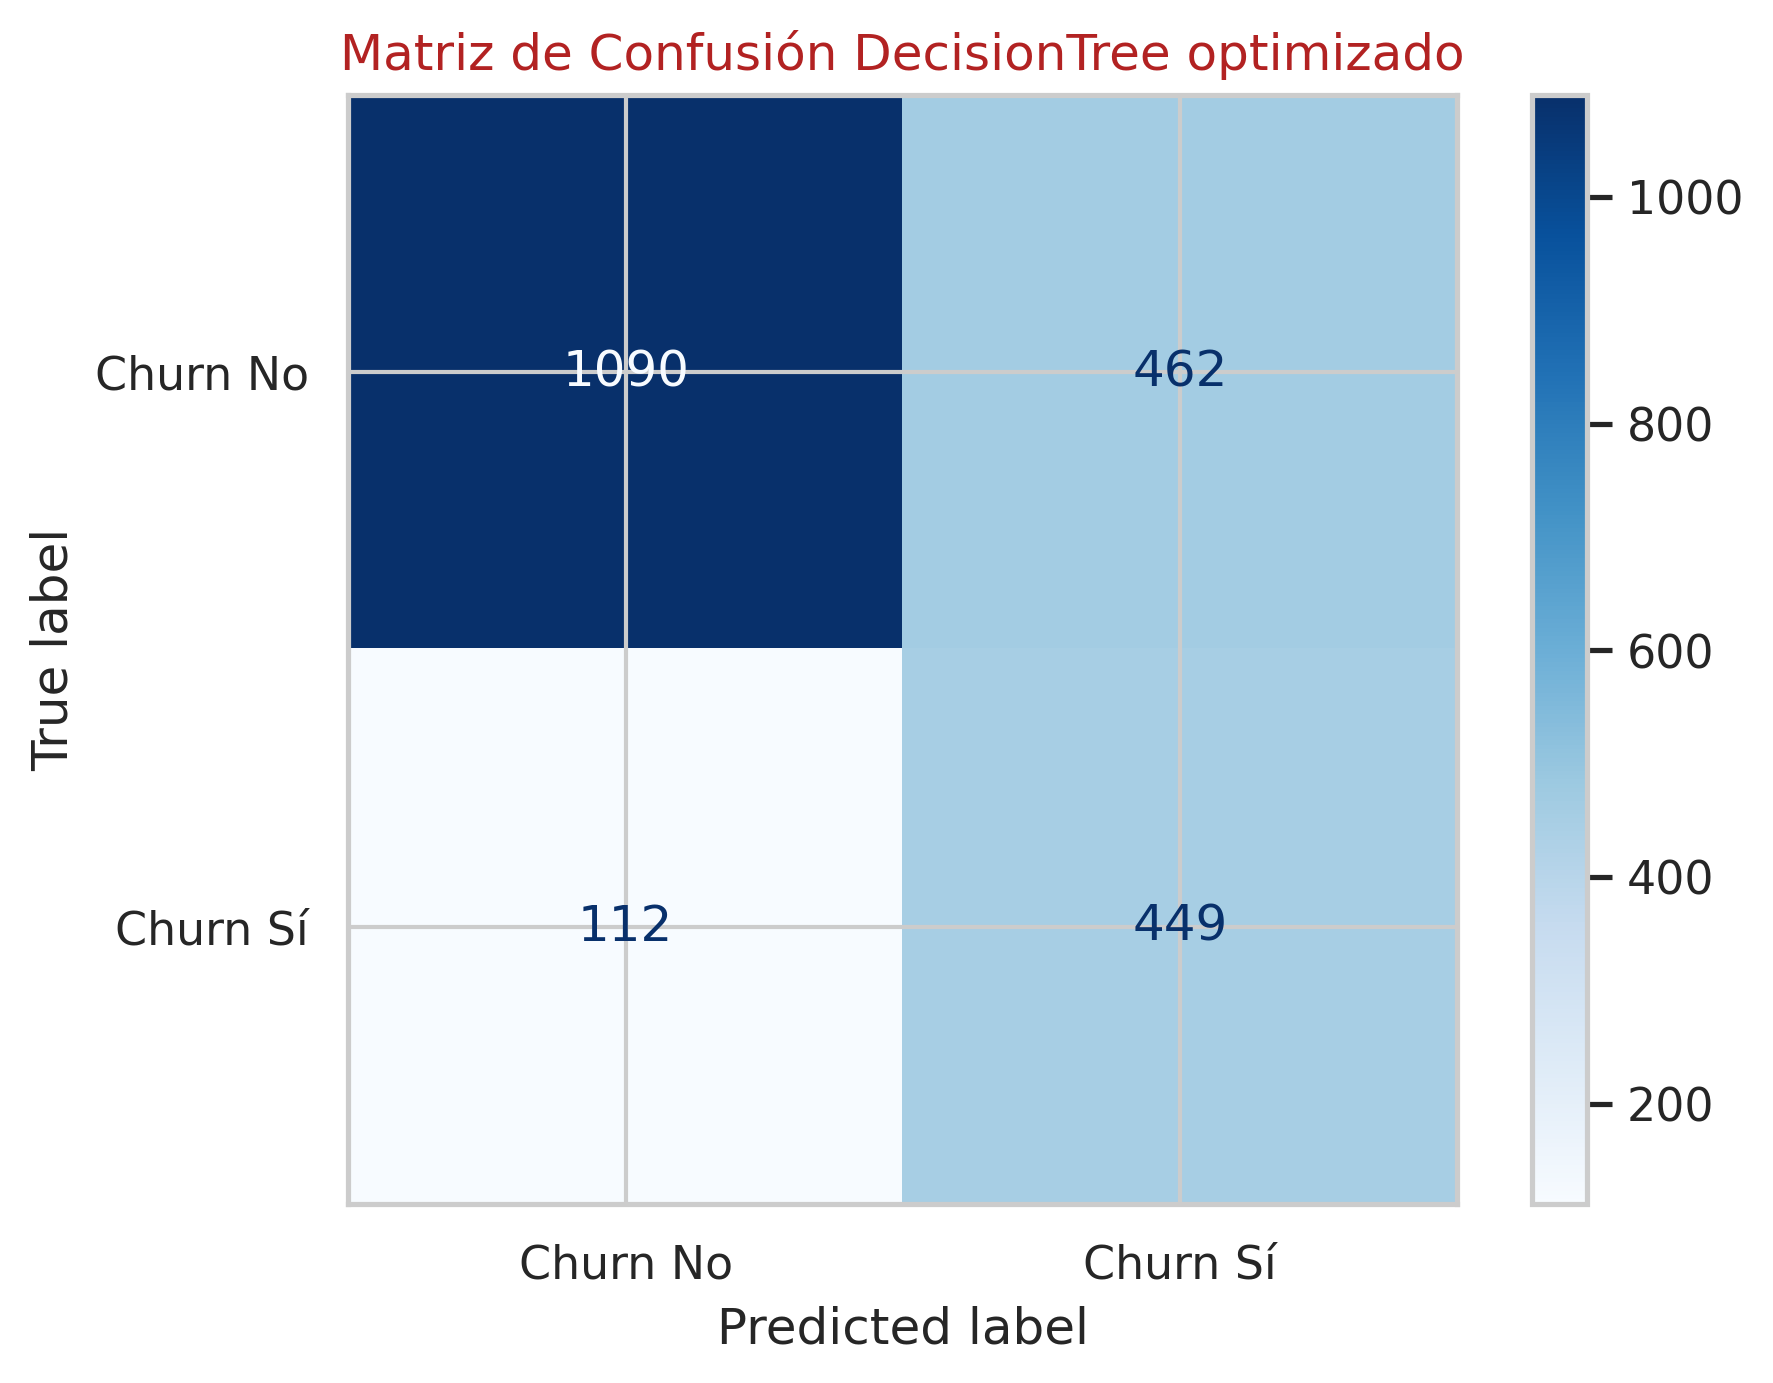 Matriz de Confusión DecisionTree optimizado
True label
Churn No
1090
462
Churn Sí
112
449
Churn No
Churn Sí
Predicted label
1000
800
600
400
200